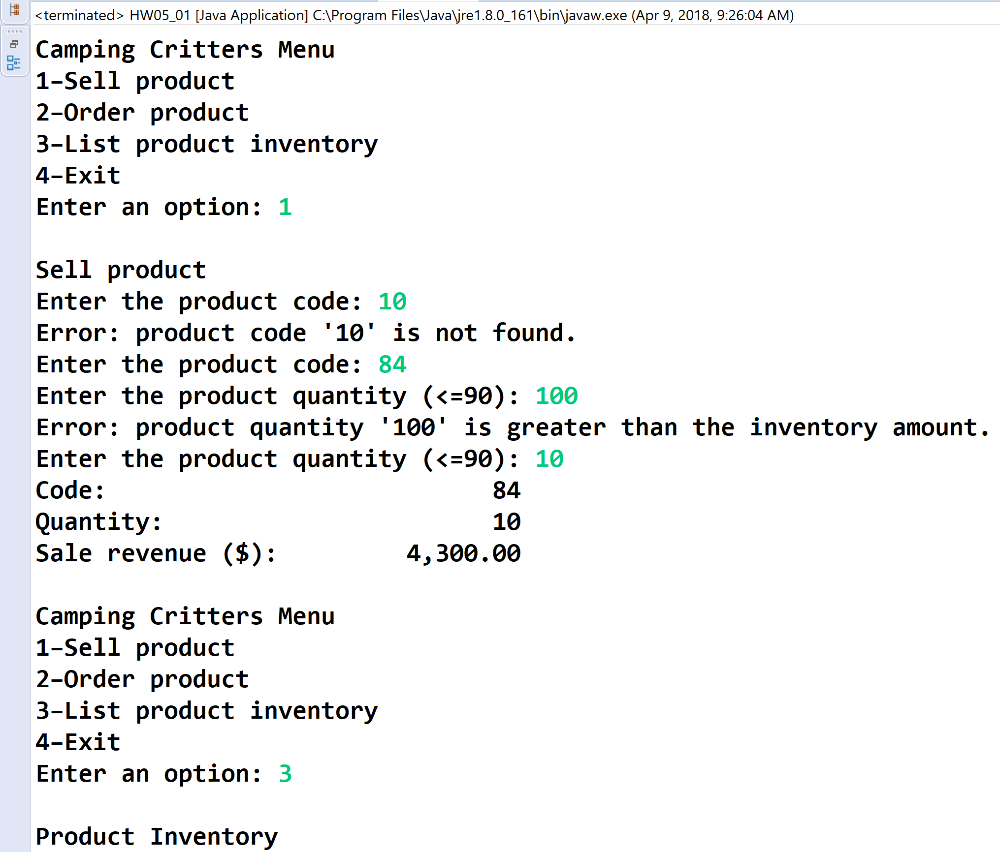 <terminated> HW05_01 [Java Application] C:\Program Files\Java\jre1.8.0_161\bin\javaw.exe (Apr 9, 2018, 9:26:04 AM)
Camping Critters Menu
1–Sell product
2–Order product
3–List product inventory
4–Exit
Enter an option: 1
Sell product
Enter the product code: 10
Error: product code '10' is not found.
Enter the product code: 84
Enter the product quantity (<=90): 100
Error: product quantity '100' is greater than the inventory amount.
Enter the product quantity (<=90): 10
Code: 84
Quantity: 10
Sale revenue ($): 4,300.00
Camping Critters Menu
1–Sell product
2–Order product
3–List product inventory
4–Exit
Enter an option: 3
Product Inventory